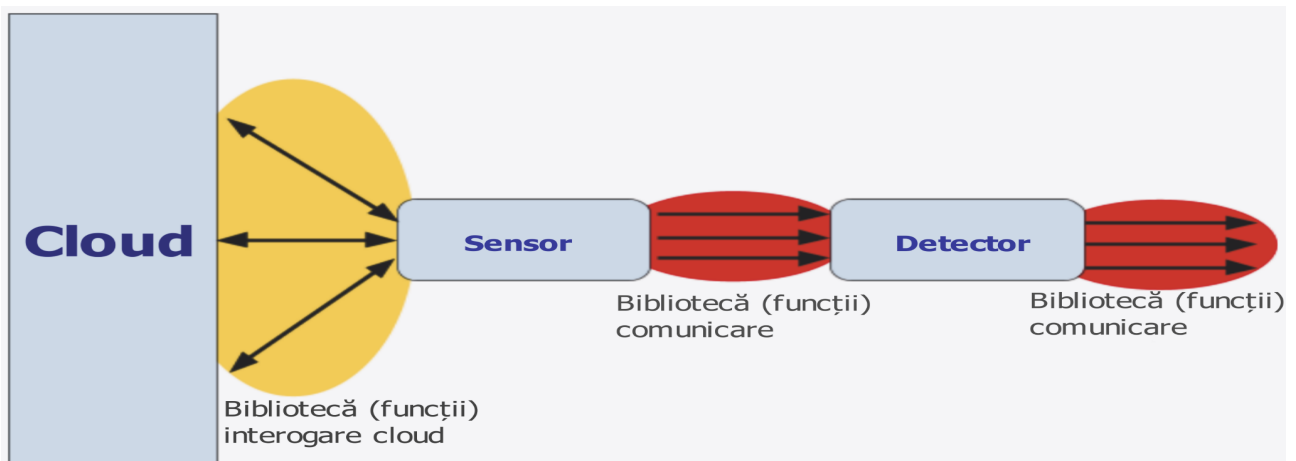 Cloud
Sensor
Detector
Bibliotecă (funcții)
comunicare
Bibliotecă (funcții)
comunicare
Bibliotecă (funcții)
interogare cloud